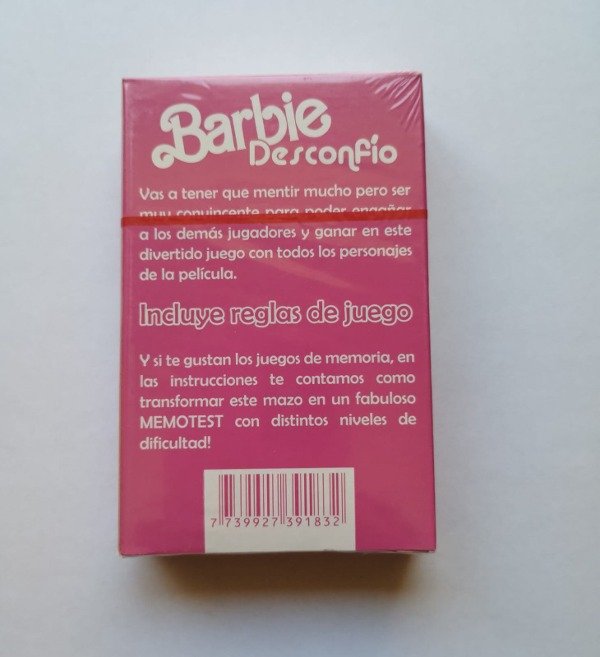 Barbie
Desconfío
Vas a tener que mentir mucho pero ser
muy convincente para poder engañar
a los demás jugadores y ganar en este
divertido juego con todos los personajes
de la película.
Incluye reglas de juego
Y si te gustan los juegos de memoria, en
las instrucciones te contamos como
transformar este mazo en un fabuloso
MEMOTEST con distintos niveles de
dificultad!
7 739927 391832